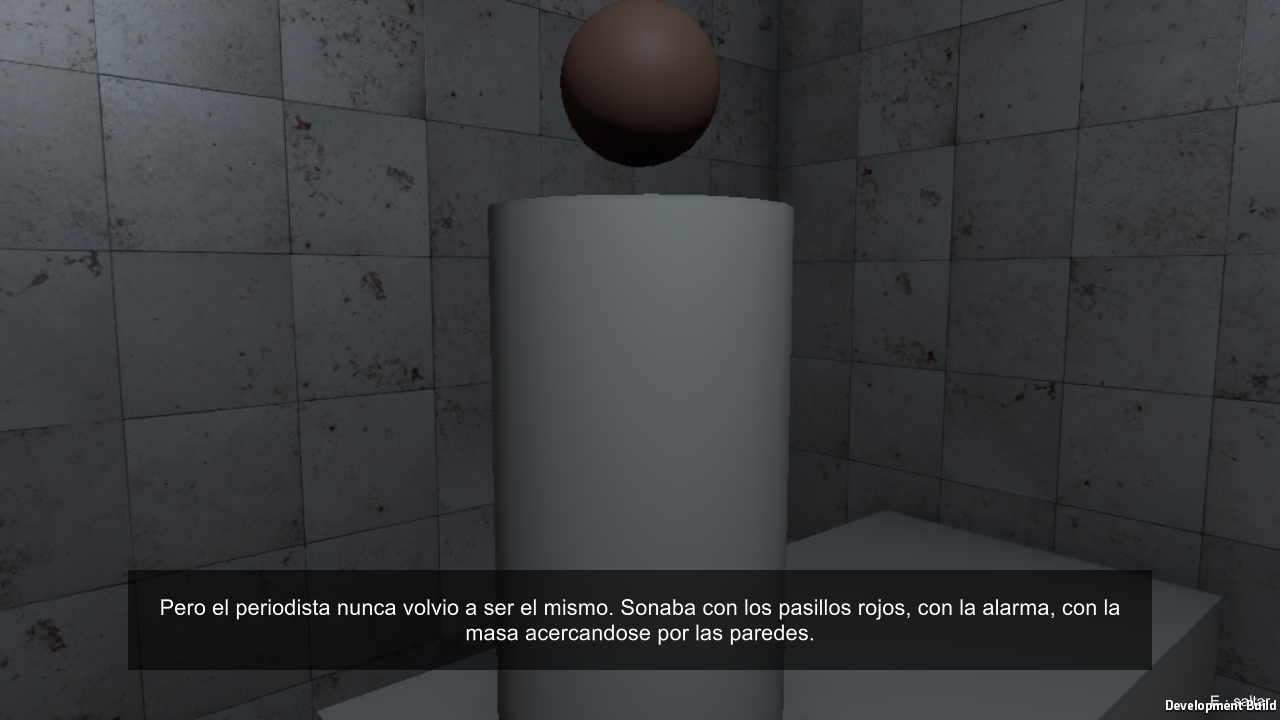 Pero el periodista nunca volvio a ser el mismo. Sonaba con los pasillos rojos, con la alarma, con la
masa acercandose por las paredes.
E - saltar
Development Build